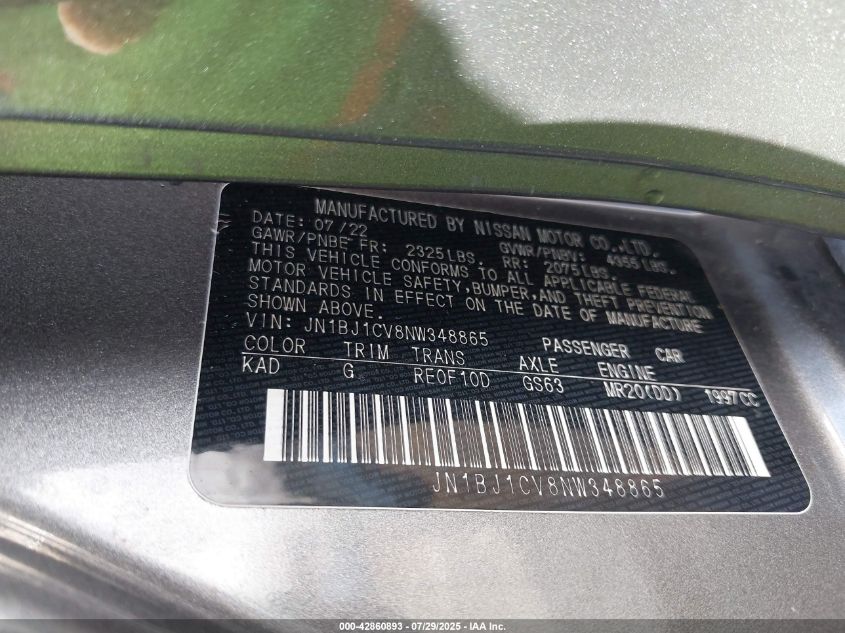 MANUFACTURED BY NISSAN MOTOR CO.,LTD.
DATE: 07/22 GVWR/PNBV: 4355 LBS.
GAWR/PNBE FR: 2325LBS. RR: 2075LBS.
THIS VEHICLE CONFORMS TO ALL APPLICABLE FEDERAL
MOTOR VEHICLE SAFETY,BUMPER,AND THEFT PREVENTION
STANDARDS IN EFFECT ON THE DATE OF MANUFACTURE
SHOWN ABOVE.
VIN: JN1BJ1CV8NW348865 PASSENGER CAR
COLOR TRIM TRANS AXLE ENGINE
KAD G RE0F10D GS63 MR20(DD) 1997CC
JN1BJ1CV8NW348865
000-42860893 - 07/29/2025 - IAA Inc.